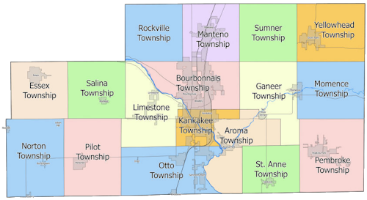 Rockville
Township
Manteno
Township
Sumner
Township
Yellowhead
Township
Essex
Township
Salina
Township
Limestone
Township
Bourbonnais
Township
Ganeer
Township
Momence
Township
Kankakee
Township
Aroma
Township
Norton
Township
Pilot
Township
Otto
Township
St. Anne
Township
Pembroke
Township